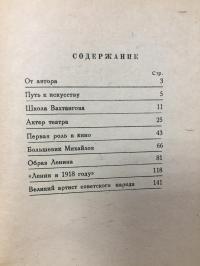 СОДЕРЖАНИЕ
Стр.
От автора 3
Путь к искусству 5
Школа Вахтангова 11
Актер театра 25
Первая роль в кино 43
Большевик Михайлов 66
Образ Ленина 81
«Ленин в 1918 году» 118
Великий артист советского народа 141